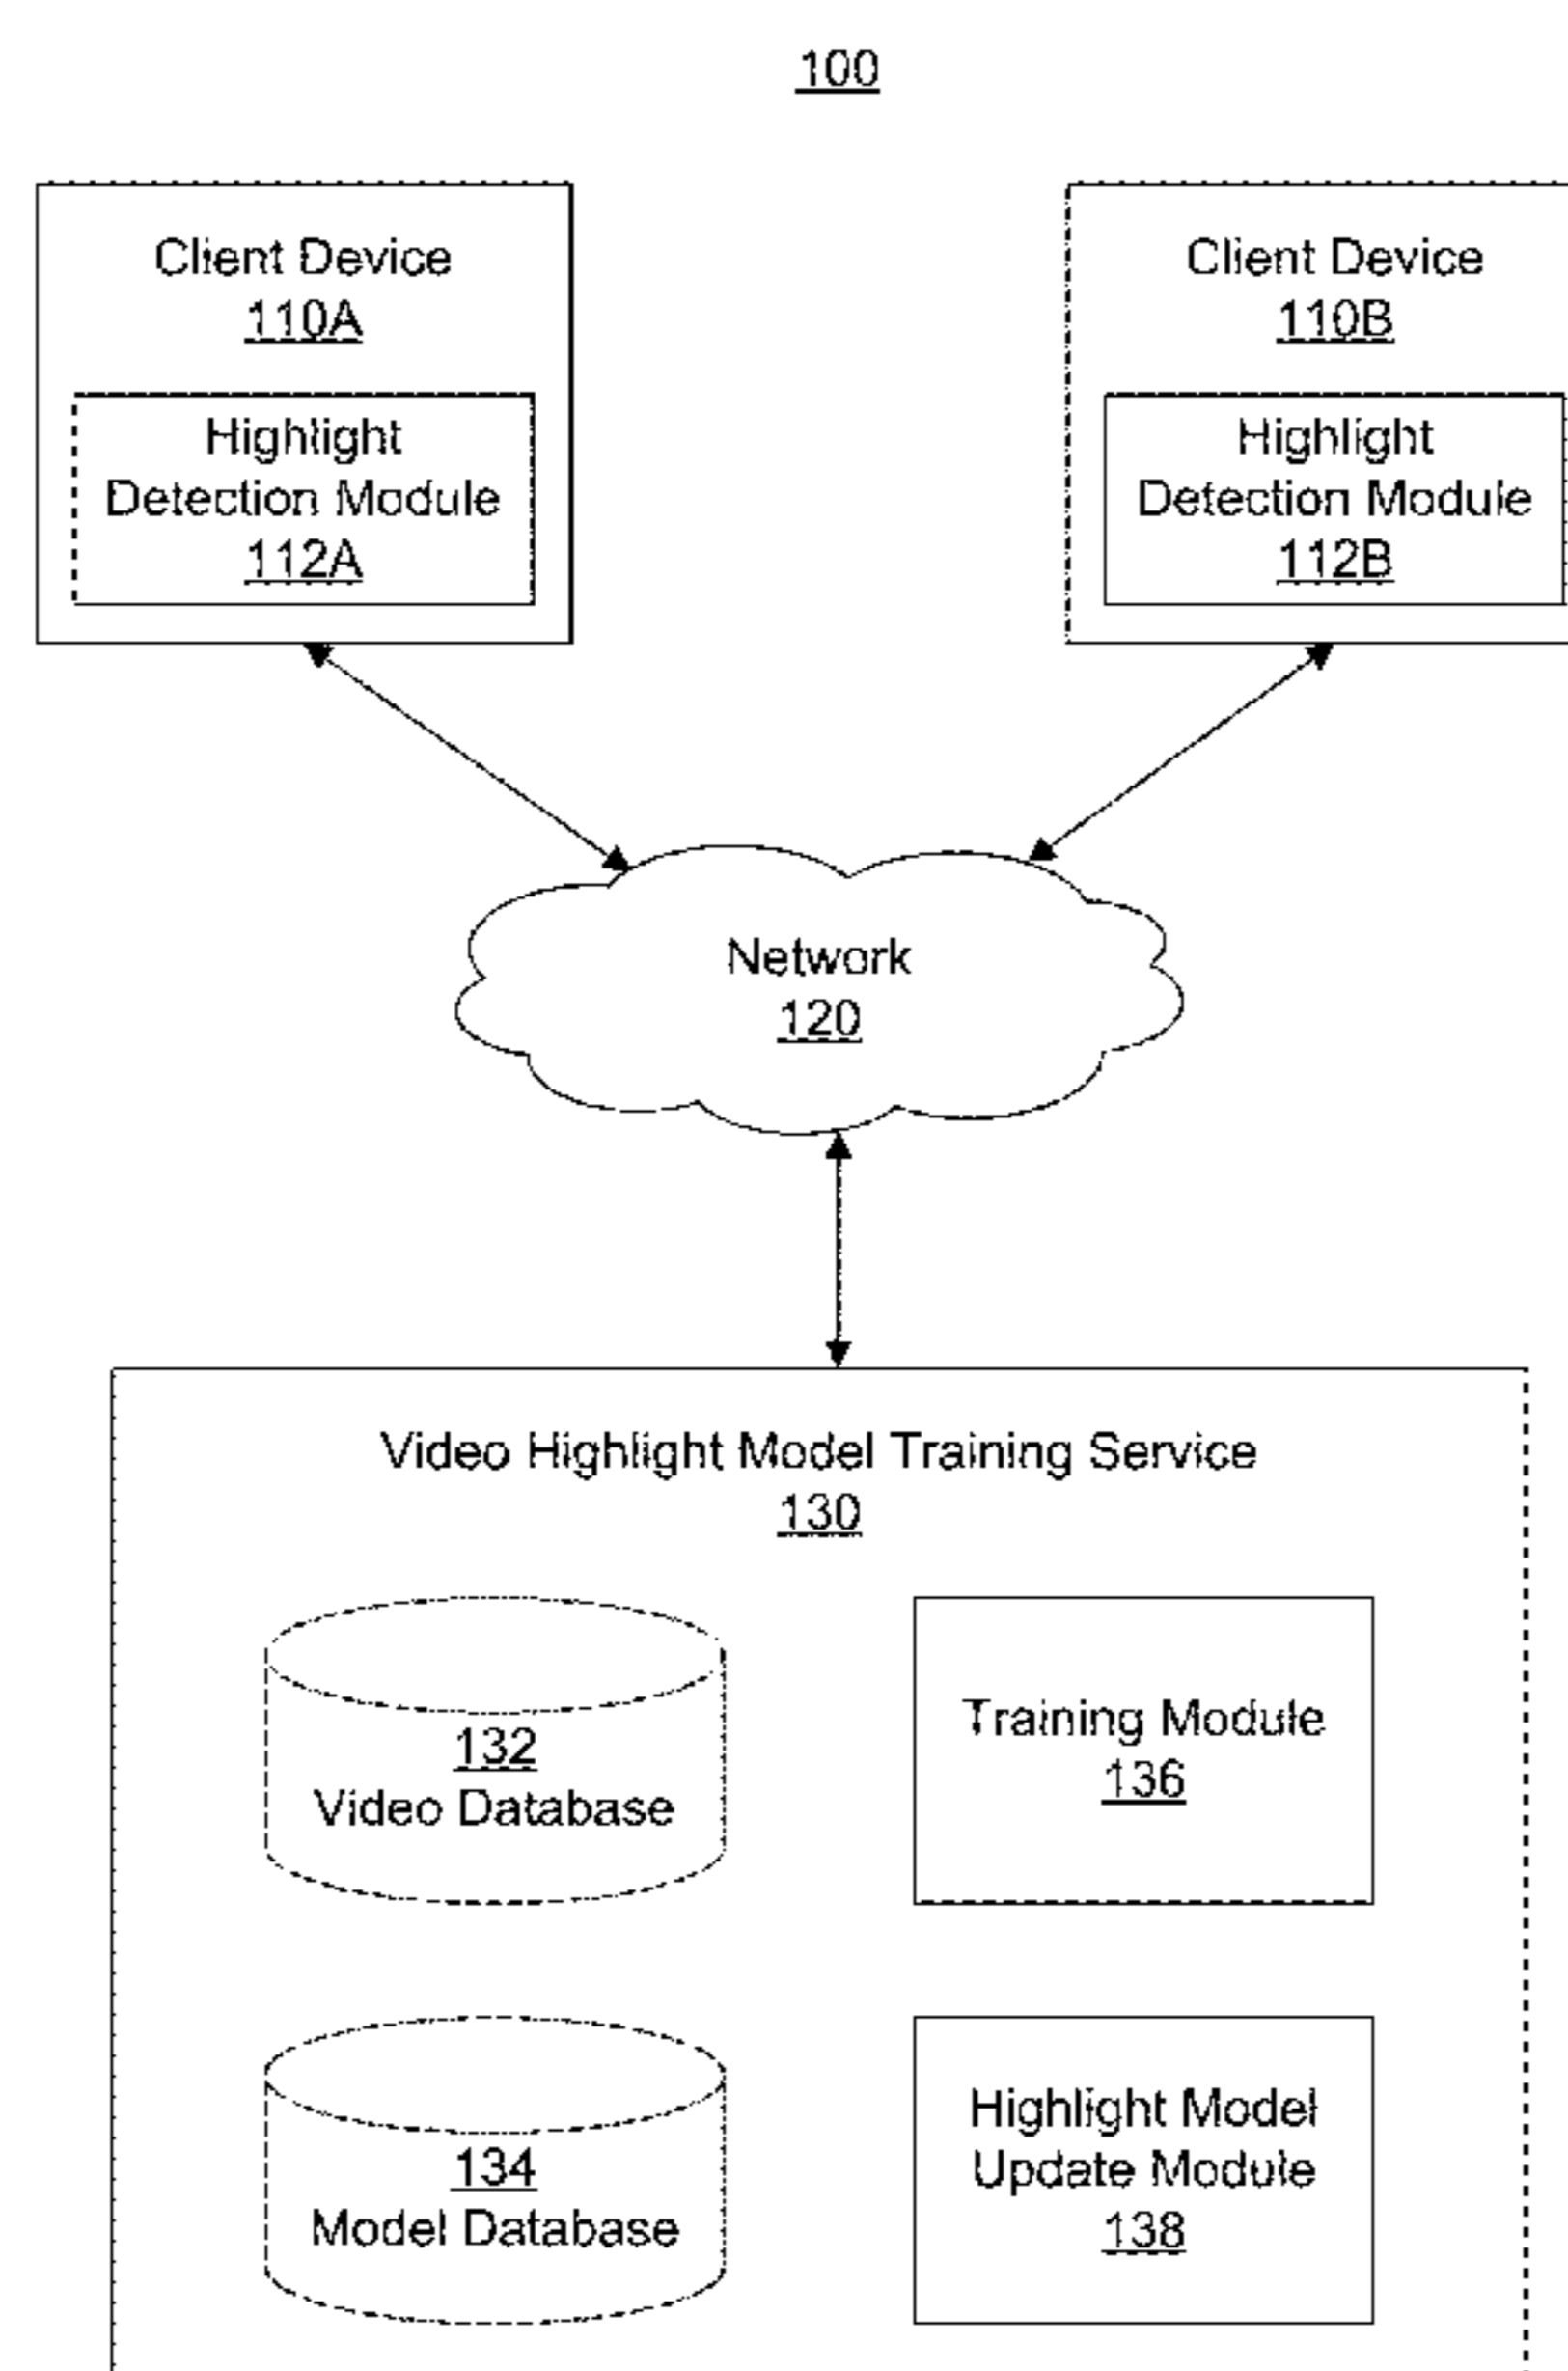 100
Client Device
110A
Highlight
Detection Module
112A
Client Device
110B
Highlight
Detection Module
112B
Network
120
Video Highlight Model Training Service
130
132
Video Database
Training Module
136
134
Model Database
Highlight Model
Update Module
138